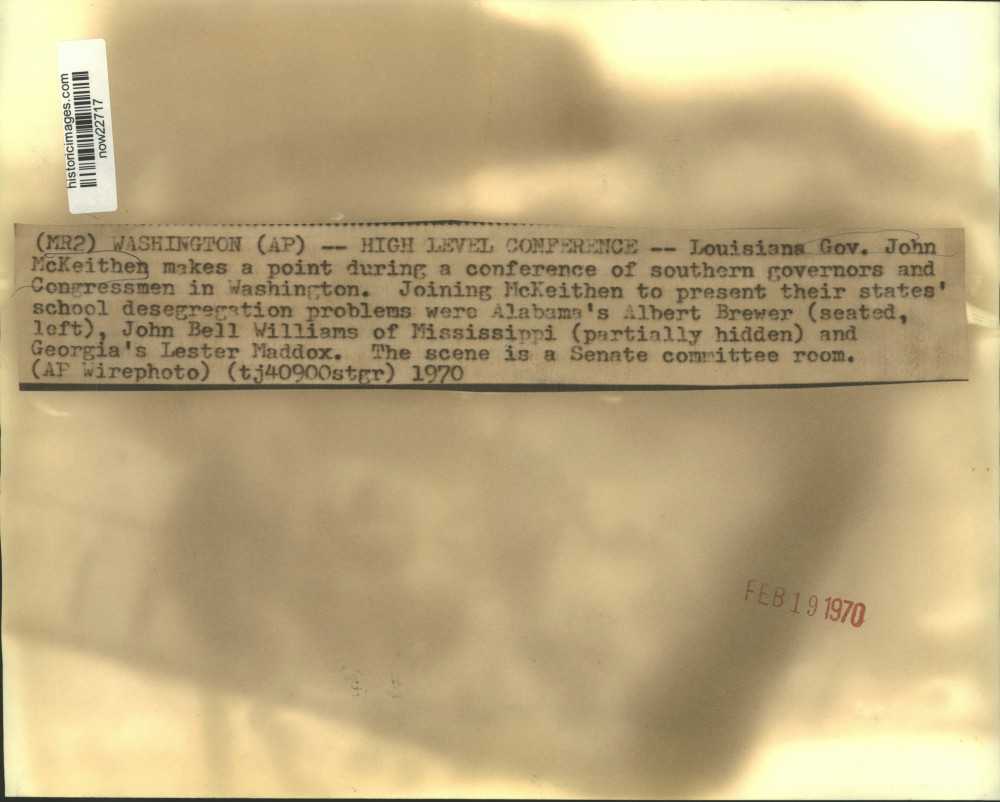 historicimages.com
now22717
(MR2) WASHINGTON (AP) -- HIGH LEVEL CONFERENCE -- Louisiana Gov. John
McKeithen makes a point during a conference of southern governors and
Congressmen in Washington. Joining McKeithen to present their states'
school desegregation problems were Alabama's Albert Brewer (seated,
left), John Bell Williams of Mississippi (partially hidden) and
Georgia's Lester Maddox. The scene is a Senate committee room.
(AP Wirephoto) (tj40900stgr) 1970
FEB 19 1970